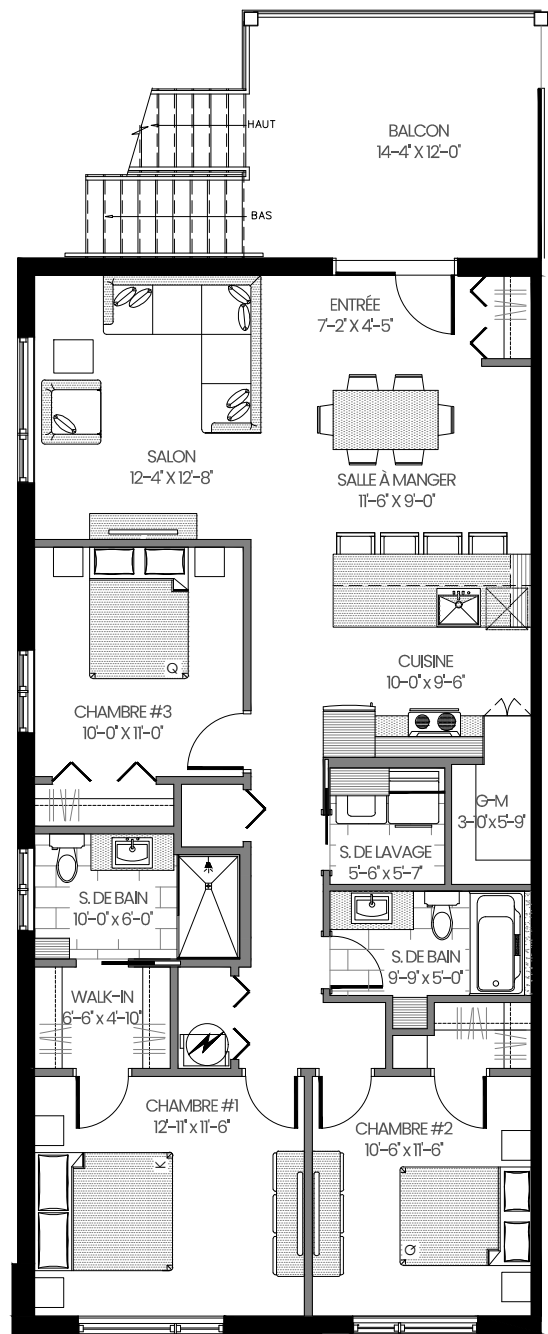 HAUT
BALCON
14'-4" X 12'-0"
BAS
ENTRÉE
7'-2" X 4'-5"
SALON
12'-4" X 12'-8"
SALLE À MANGER
11'-6" X 9'-0"
CUISINE
10'-0" x 9'-6"
CHAMBRE #3
10'-0" X 11'-0"
Q
G-M
3'-10" x 5'-9"
S. DE LAVAGE
5'-6" x 5'-7"
S. DE BAIN
10'-0" x 6'-0"
S. DE BAIN
9'-9" x 5'-0"
WALK-IN
6'-6" x 4'-10"
CHAMBRE #1
12'-11" x 11'-6"
K
CHAMBRE #2
10'-6" x 11'-6"
Q